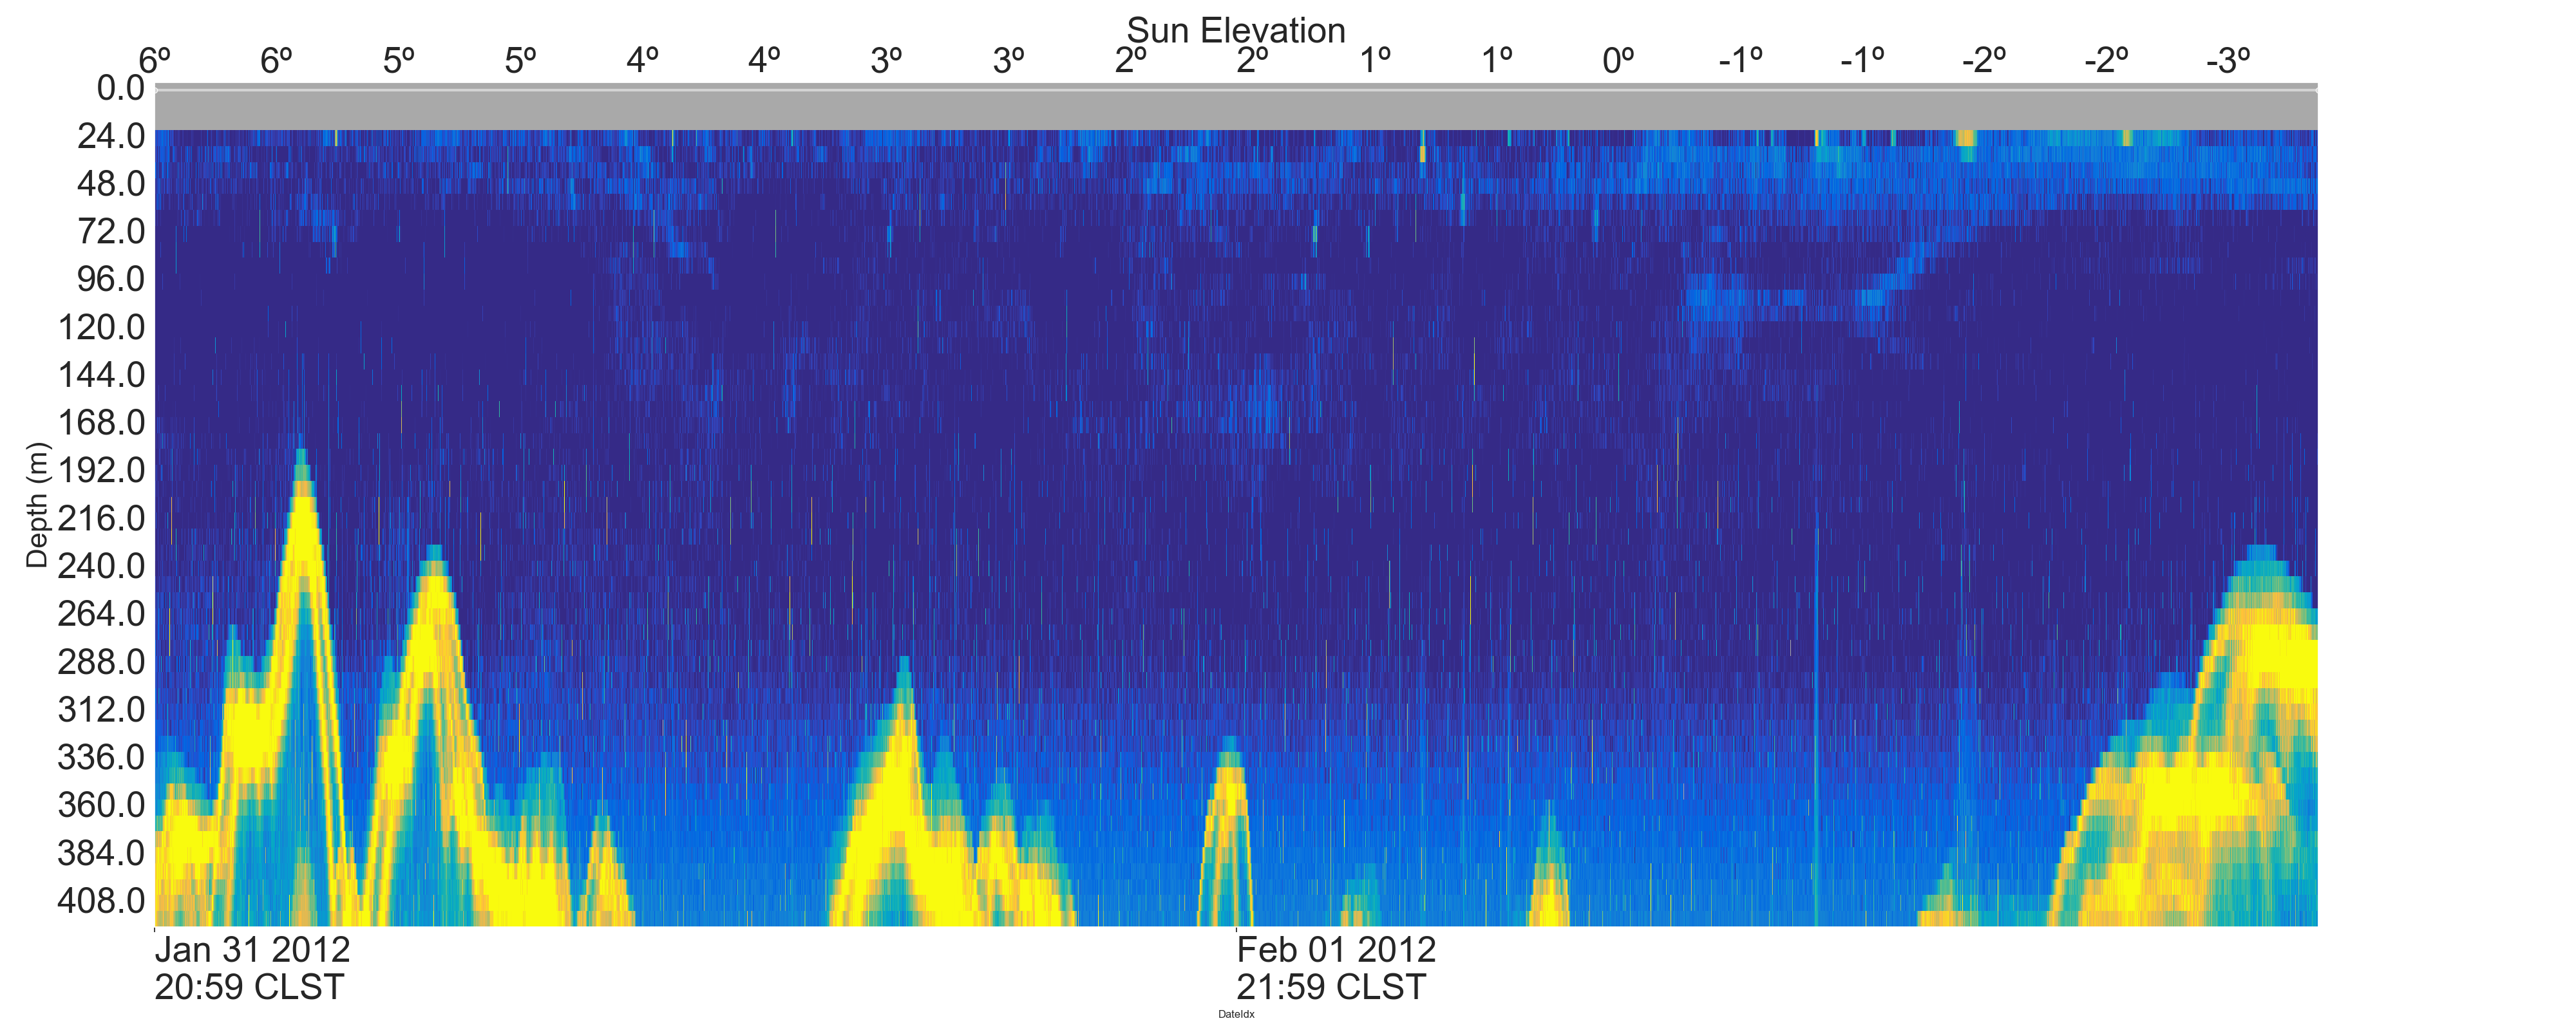 Sun Elevation
6º 6º 5º 5º 4º 4º 3º 3º 2º 2º 1º 1º 0º -1º -1º -2º -2º -3º
0.0
24.0
48.0
72.0
96.0
120.0
144.0
168.0
192.0
216.0
240.0
264.0
288.0
312.0
336.0
360.0
384.0
408.0
Depth (m)
Jan 31 2012
20:59 CLST
Feb 01 2012
21:59 CLST
DateIdx